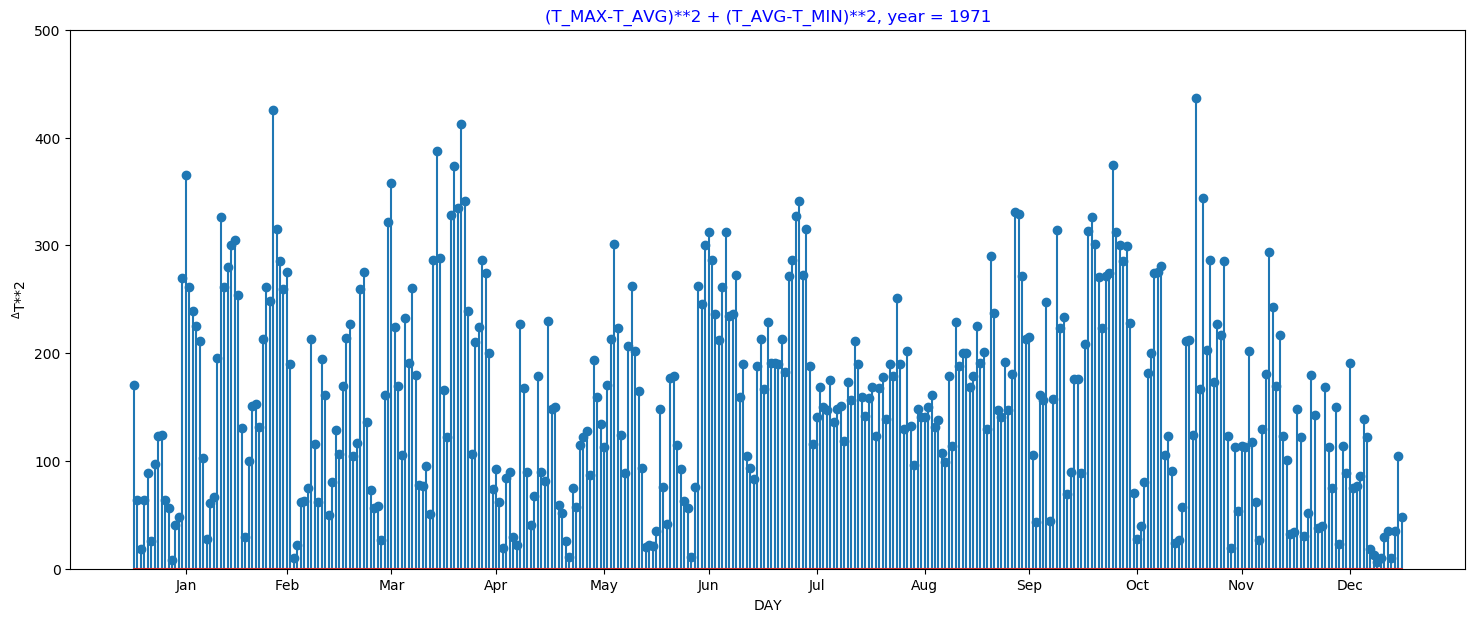 (T_MAX-T_AVG)**2 + (T_AVG-T_MIN)**2, year = 1971
500
400
300
200
100
0
ΔT**2
Jan Feb Mar Apr May Jun Jul Aug Sep Oct Nov Dec
DAY